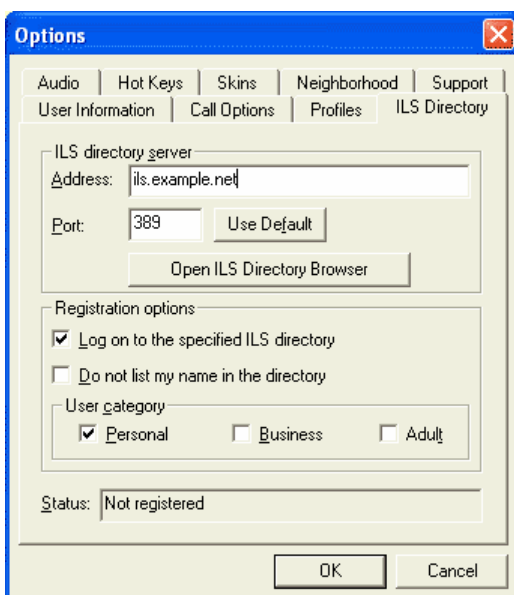 Options
Audio Hot Keys Skins Neighborhood Support
User Information Call Options Profiles ILS Directory
ILS directory server
Address: ils.example.net
Port: 389 Use Default
Open ILS Directory Browser
Registration options
Log on to the specified ILS directory
Do not list my name in the directory
User category
Personal Business Adult
Status: Not registered
OK Cancel